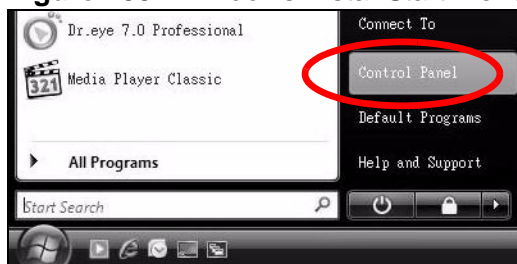 Dr.eye 7.0 Professional
321 Media Player Classic
All Programs
Start Search
Connect To
Control Panel
Default Programs
Help and Support